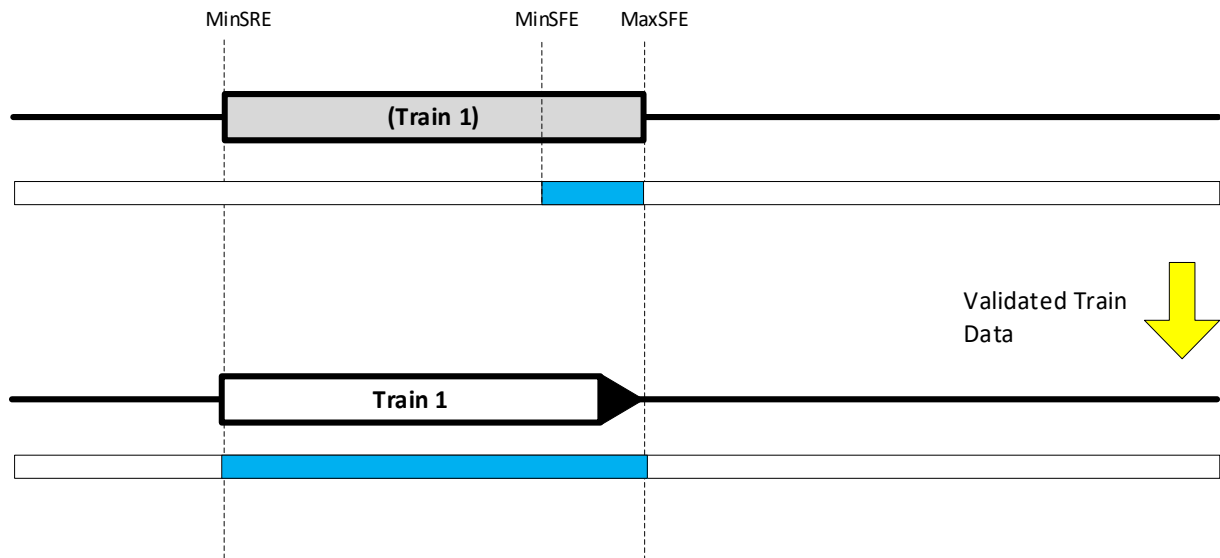 MinSRE
MinSFE
MaxSFE
(Train 1)
Validated Train
Data
Train 1